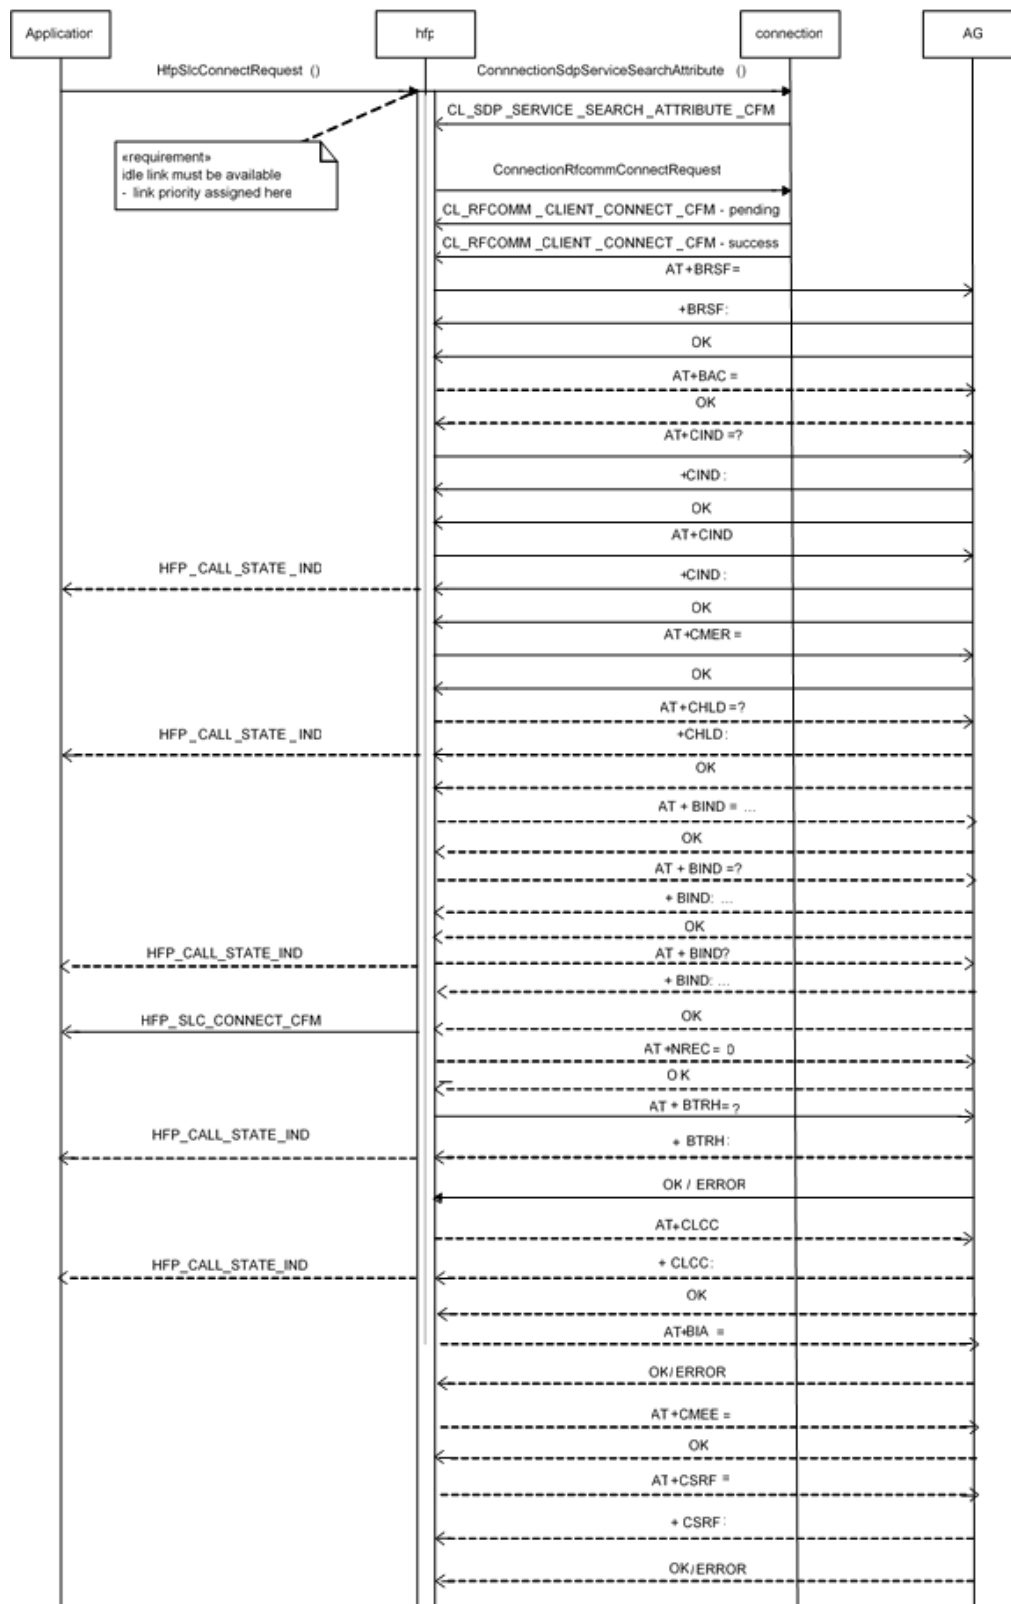 Application
hfp
connection
AG
HfpSlcConnectRequest ()
ConnnectionSdpServiceSearchAttribute ()
CL_SDP_SERVICE_SEARCH_ATTRIBUTE_CFM
«requirement»
idle link must be available
- link priority assigned here
ConnectionRfcommConnectRequest
CL_RFCOMM_CLIENT_CONNECT_CFM - pending
CL_RFCOMM_CLIENT_CONNECT_CFM - success
AT+BRSF=
+BRSF:
OK
AT+BAC =
OK
AT+CIND =?
+CIND :
OK
AT+CIND
HFP_CALL_STATE_IND
+CIND :
OK
AT+CMER =
OK
AT+CHLD =?
HFP_CALL_STATE_IND
+CHLD:
OK
AT + BIND = ...
OK
AT + BIND =?
+ BIND: ...
OK
HFP_CALL_STATE_IND
AT + BIND?
+ BIND: ...
HFP_SLC_CONNECT_CFM
OK
AT+NREC= 0
OK
AT + BTRH= ?
HFP_CALL_STATE_IND
+ BTRH:
OK / ERROR
AT+CLCC
HFP_CALL_STATE_IND
+ CLCC:
OK
AT+BIA =
OK/ERROR
AT+CMEE =
OK
AT+CSRF =
+ CSRF:
OK/ERROR